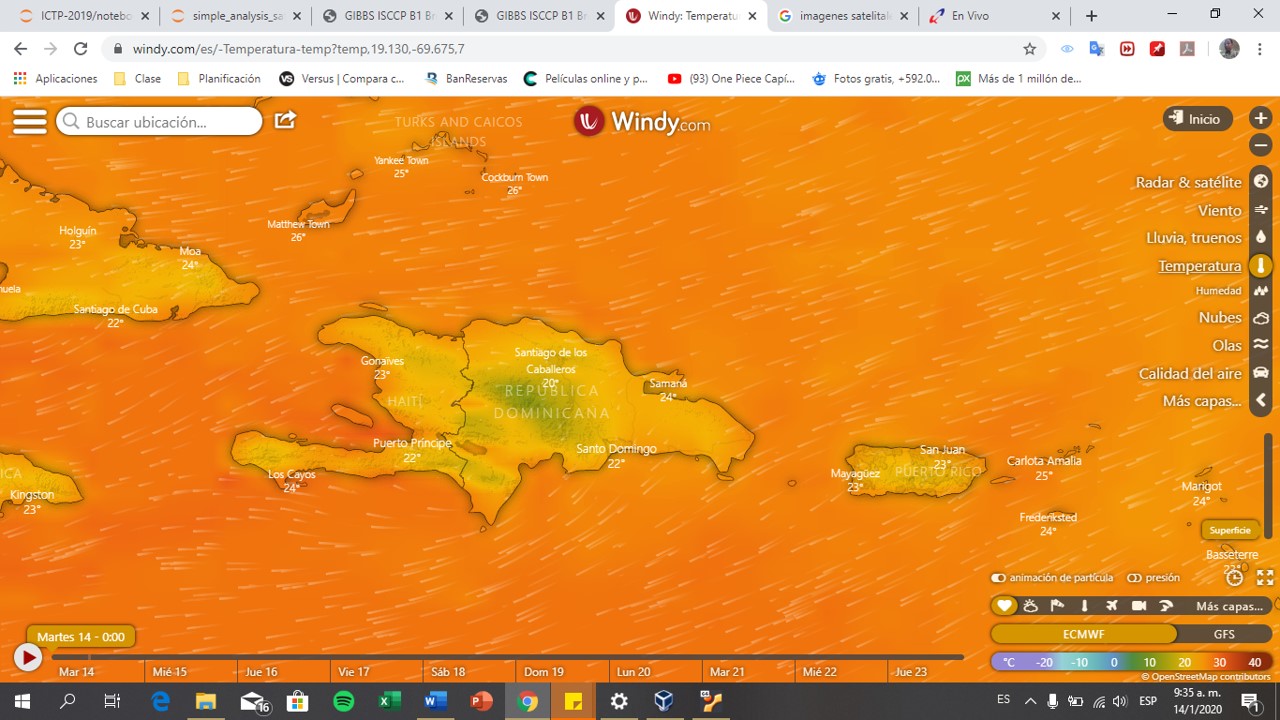 ICTP-2019/notebo
simple_analysis_sa
GIBBS ISCCP B1 Br
GIBBS ISCCP B1 Br
Windy: Temperatu
imagenes satelitale
En Vivo
windy.com/es/-Temperatura-temp?temp,19.130,-69.675,7
Aplicaciones
Clase
Planificación
Versus | Compara c...
BanReservas
Películas online y p...
(93) One Piece Capí...
Fotos gratis, +592.0...
Más de 1 millón de...
Buscar ubicación...
Windy.com
Inicio
TURKS AND CAICOS
ISLANDS
Yankee Town
25°
Cockburn Town
26°
Matthew Town
26°
Holguín
23°
Moa
24°
Santiago de Cuba
22°
Radar & satélite
Viento
Lluvia, truenos
Temperatura
Humedad
Nubes
Olas
Calidad del aire
Más capas...
Gonaïves
23°
HAITÍ
Santiago de los
Caballeros
20°
REPÚBLICA
DOMINICANA
Samaná
24°
Puerto Príncipe
22°
Santo Domingo
22°
Los Cayos
24°
Kingston
23°
San Juan
23°
PUERTO RICO
Mayagüez
23°
Carlota Amalia
25°
Frederiksted
24°
Marigot
24°
Superficie
Basseterre
animación de partícula
presión
Más capas...
ECMWF
GFS
°C -20 -10 0 10 20 30 40
© OpenStreetMap contributors
Martes 14 - 0:00
Mar 14
Mié 15
Jue 16
Vie 17
Sáb 18
Dom 19
Lun 20
Mar 21
Mié 22
Jue 23
16
ES
ESP
9:35 a. m.
14/1/2020
1